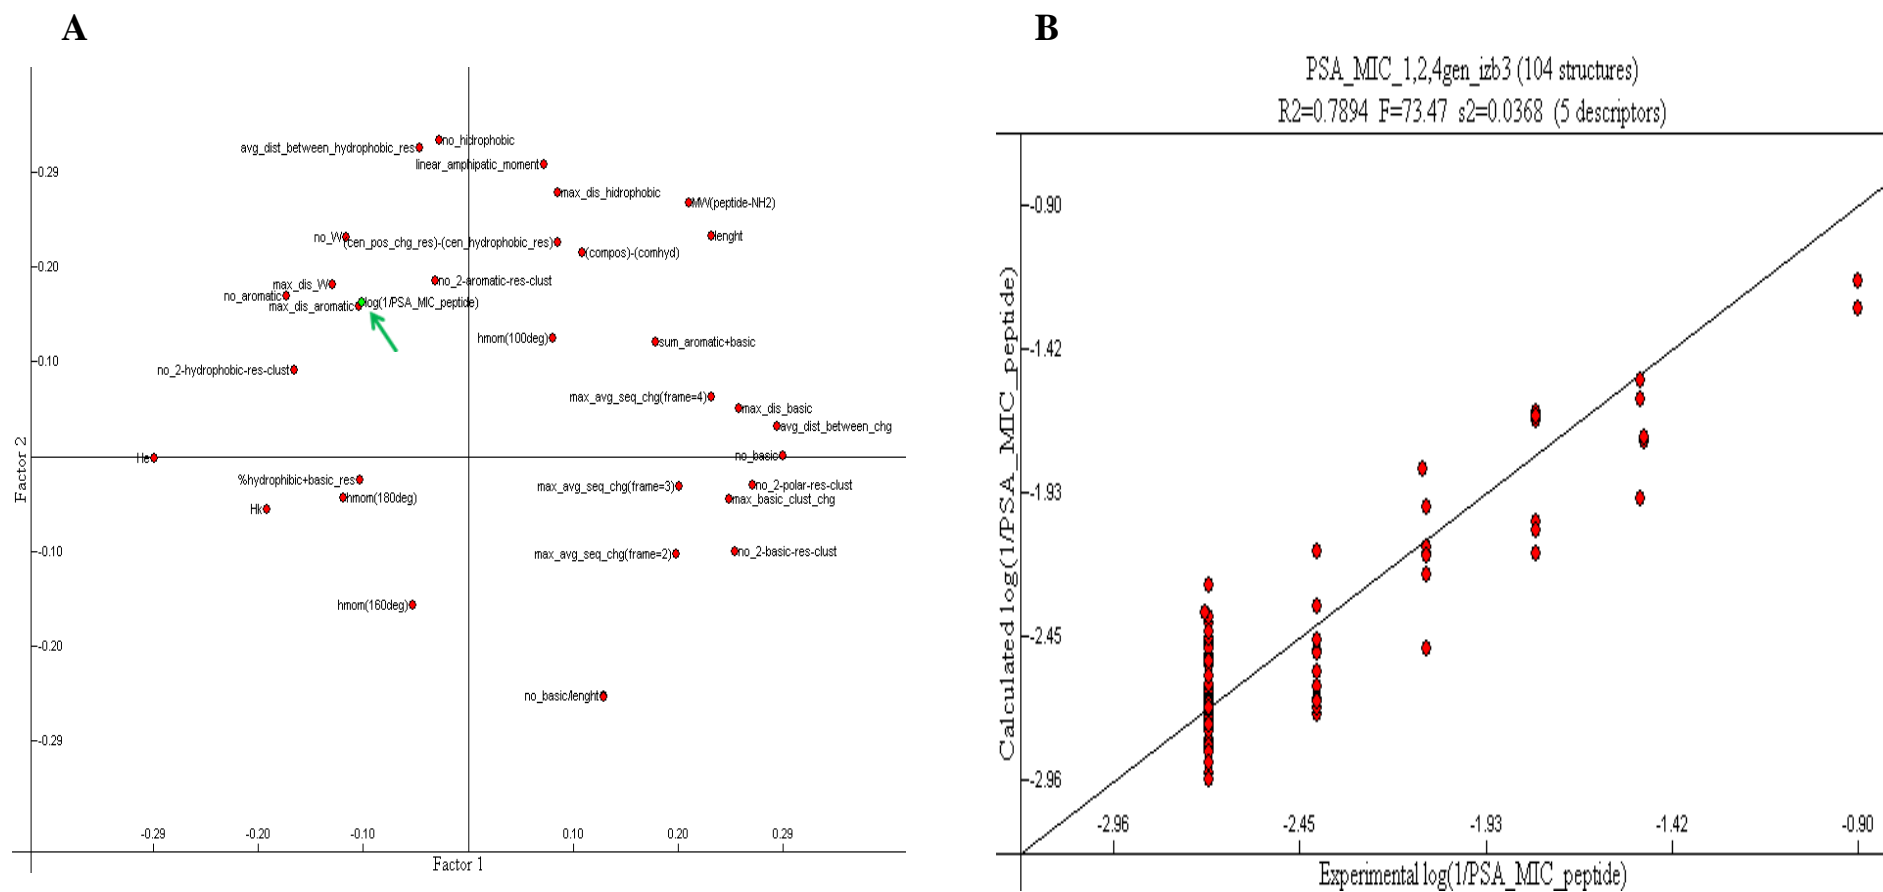 A
avg_dist_between_hydrophobic_res
no_hidrophobic
linear_amphipatic_moment
max_dis_hidrophobic
MW(peptide-NH2)
no_W
(cen_pos_chg_res)-(cen_hydrophobic_res)
lenght
(compos)-(comhyd)
max_dis_W
no_2-aromatic-res-clust
no_aromatic
max_dis_aromatic
log(1/PSA_MIC_peptide)
hmom(100deg)
sum_aromatic+basic
no_2-hydrophobic-res-clust
max_avg_seq_chg(frame=4)
max_dis_basic
avg_dist_between_chg
no_basic
He
%hydrophibic+basic_res
hmom(180deg)
Hk
max_avg_seq_chg(frame=3)
no_2-polar-res-clust
max_basic_clust_chg
max_avg_seq_chg(frame=2)
no_2-basic-res-clust
hmom(160deg)
no_basic/lenght
0.29
0.20
0.10
-0.10
-0.20
-0.29
Factor 2
-0.29 -0.20 -0.10 0.10 0.20 0.29
Factor 1
B
PSA_MIC_1,2,4gen_izb3 (104 structures)
R2=0.7894 F=73.47 s2=0.0368 (5 descriptors)
Calculated log(1/PSA_MIC_peptide)
-0.90
-1.42
-1.93
-2.45
-2.96
-2.96 -2.45 -1.93 -1.42 -0.90
Experimental log(1/PSA_MIC_peptide)